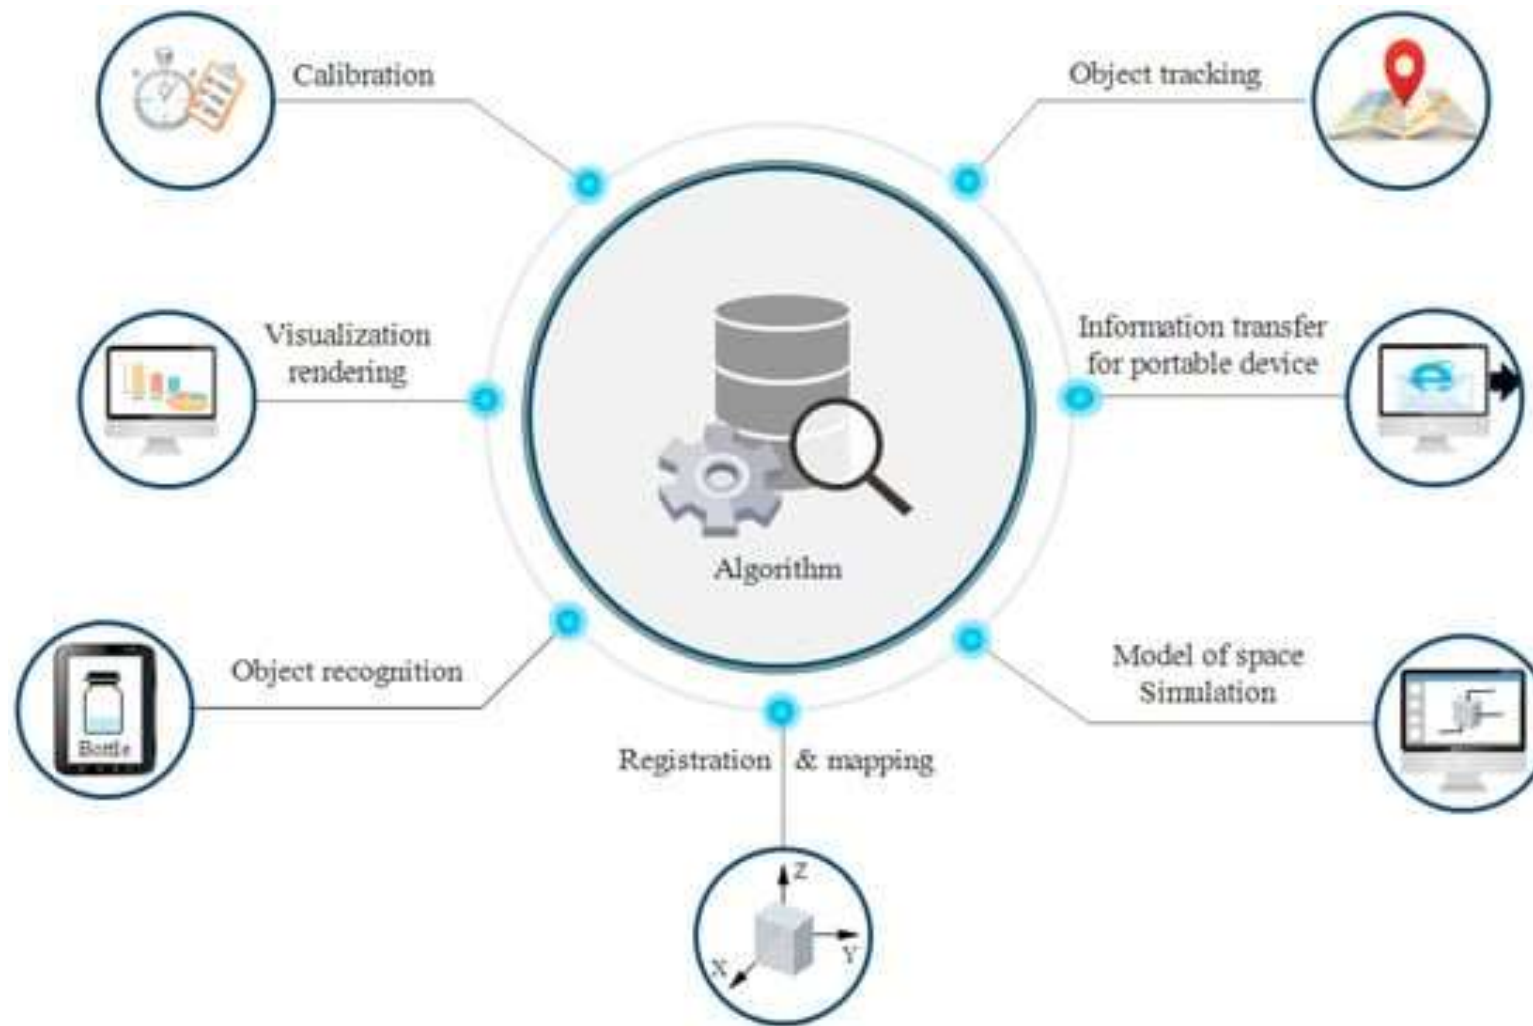 Calibration
Object tracking
Visualization
rendering
Information transfer
for portable device
Algorithm
Object recognition
Bottle
Model of space
Simulation
Registration & mapping
Z
Y
X